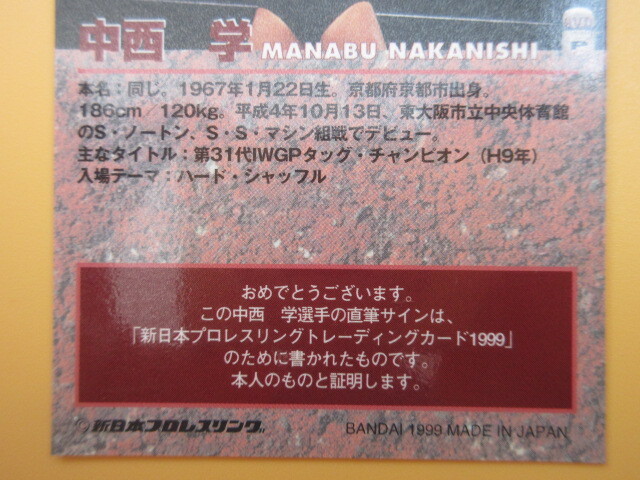 中西　学 MANABU NAKANISHI
本名：同じ。1967年1月22日生。京都府京都市出身。
186cm／120kg。平成4年10月13日、東大阪市立中央体育館
のS・ノートン、S・S・マシン組戦でデビュー。
主なタイトル：第31代IWGPタッグ・チャンピオン（H9年）
入場テーマ：ハード・シャッフル
おめでとうございます。
この中西　学選手の直筆サインは、
「新日本プロレスリングトレーディングカード1999」
のために書かれたものです。
本人のものと証明します。
新日本プロレスリング
BANDAI 1999 MADE IN JAPAN